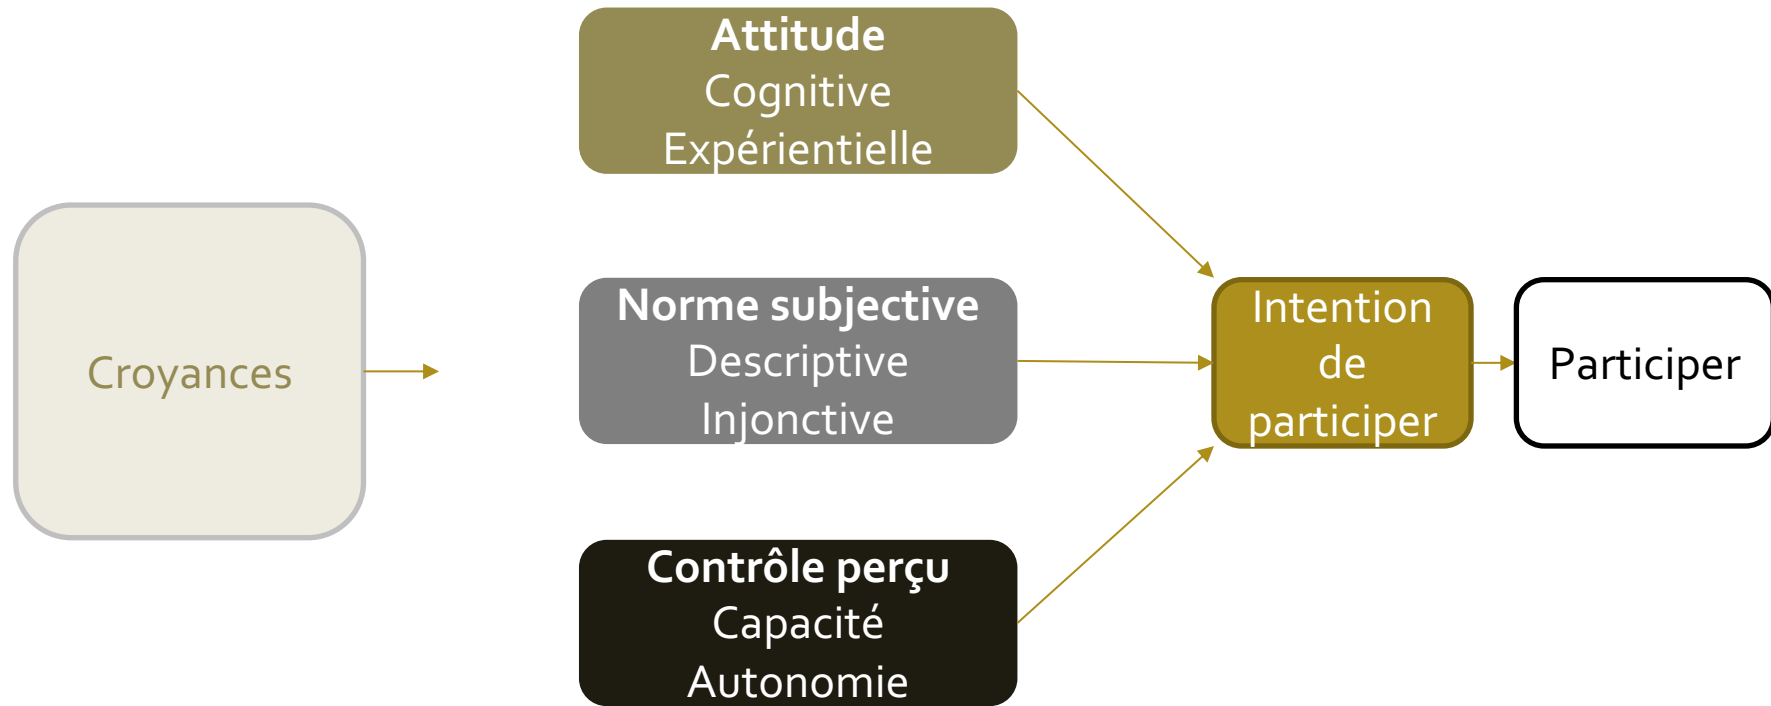 Croyances
Attitude
Cognitive
Expérientielle
Norme subjective
Descriptive
Injonctive
Contrôle perçu
Capacité
Autonomie
Intention
de
participer
Participer